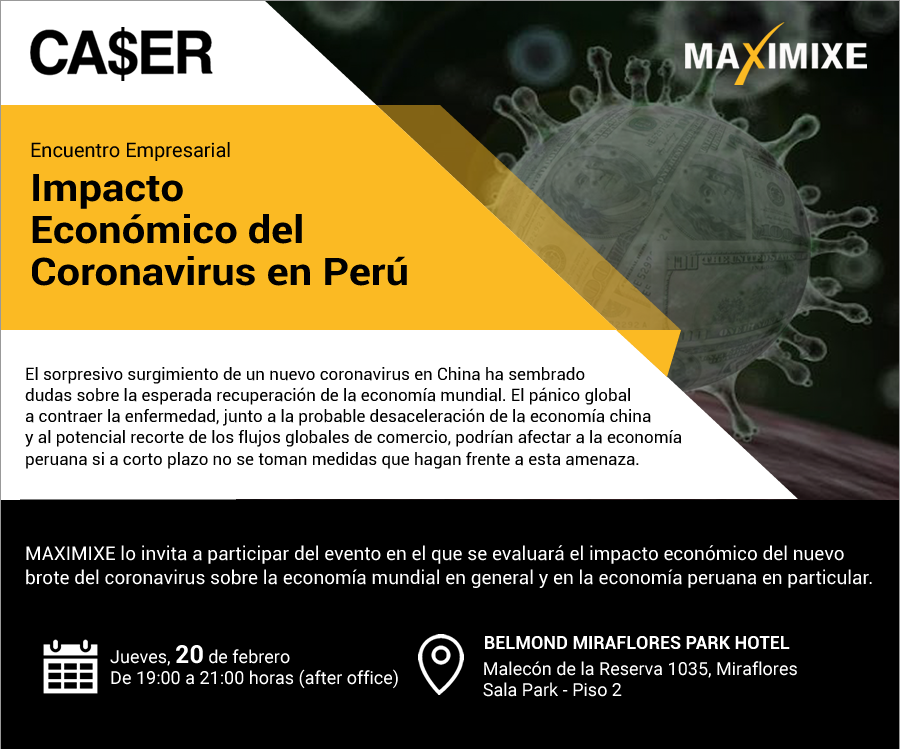 CA$ER
MAXIMIXE
Encuentro Empresarial
Impacto
Económico del
Coronavirus en Perú
El sorpresivo surgimiento de un nuevo coronavirus en China ha sembrado
dudas sobre la esperada recuperación de la economía mundial. El pánico global
a contraer la enfermedad, junto a la probable desaceleración de la economía china
y al potencial recorte de los flujos globales de comercio, podrían afectar a la economía
peruana si a corto plazo no se toman medidas que hagan frente a esta amenaza.
MAXIMIXE lo invita a participar del evento en el que se evaluará el impacto económico del nuevo
brote del coronavirus sobre la economía mundial en general y en la economía peruana en particular.
Jueves, 20 de febrero
De 19:00 a 21:00 horas (after office)
BELMOND MIRAFLORES PARK HOTEL
Malecón de la Reserva 1035, Miraflores
Sala Park - Piso 2